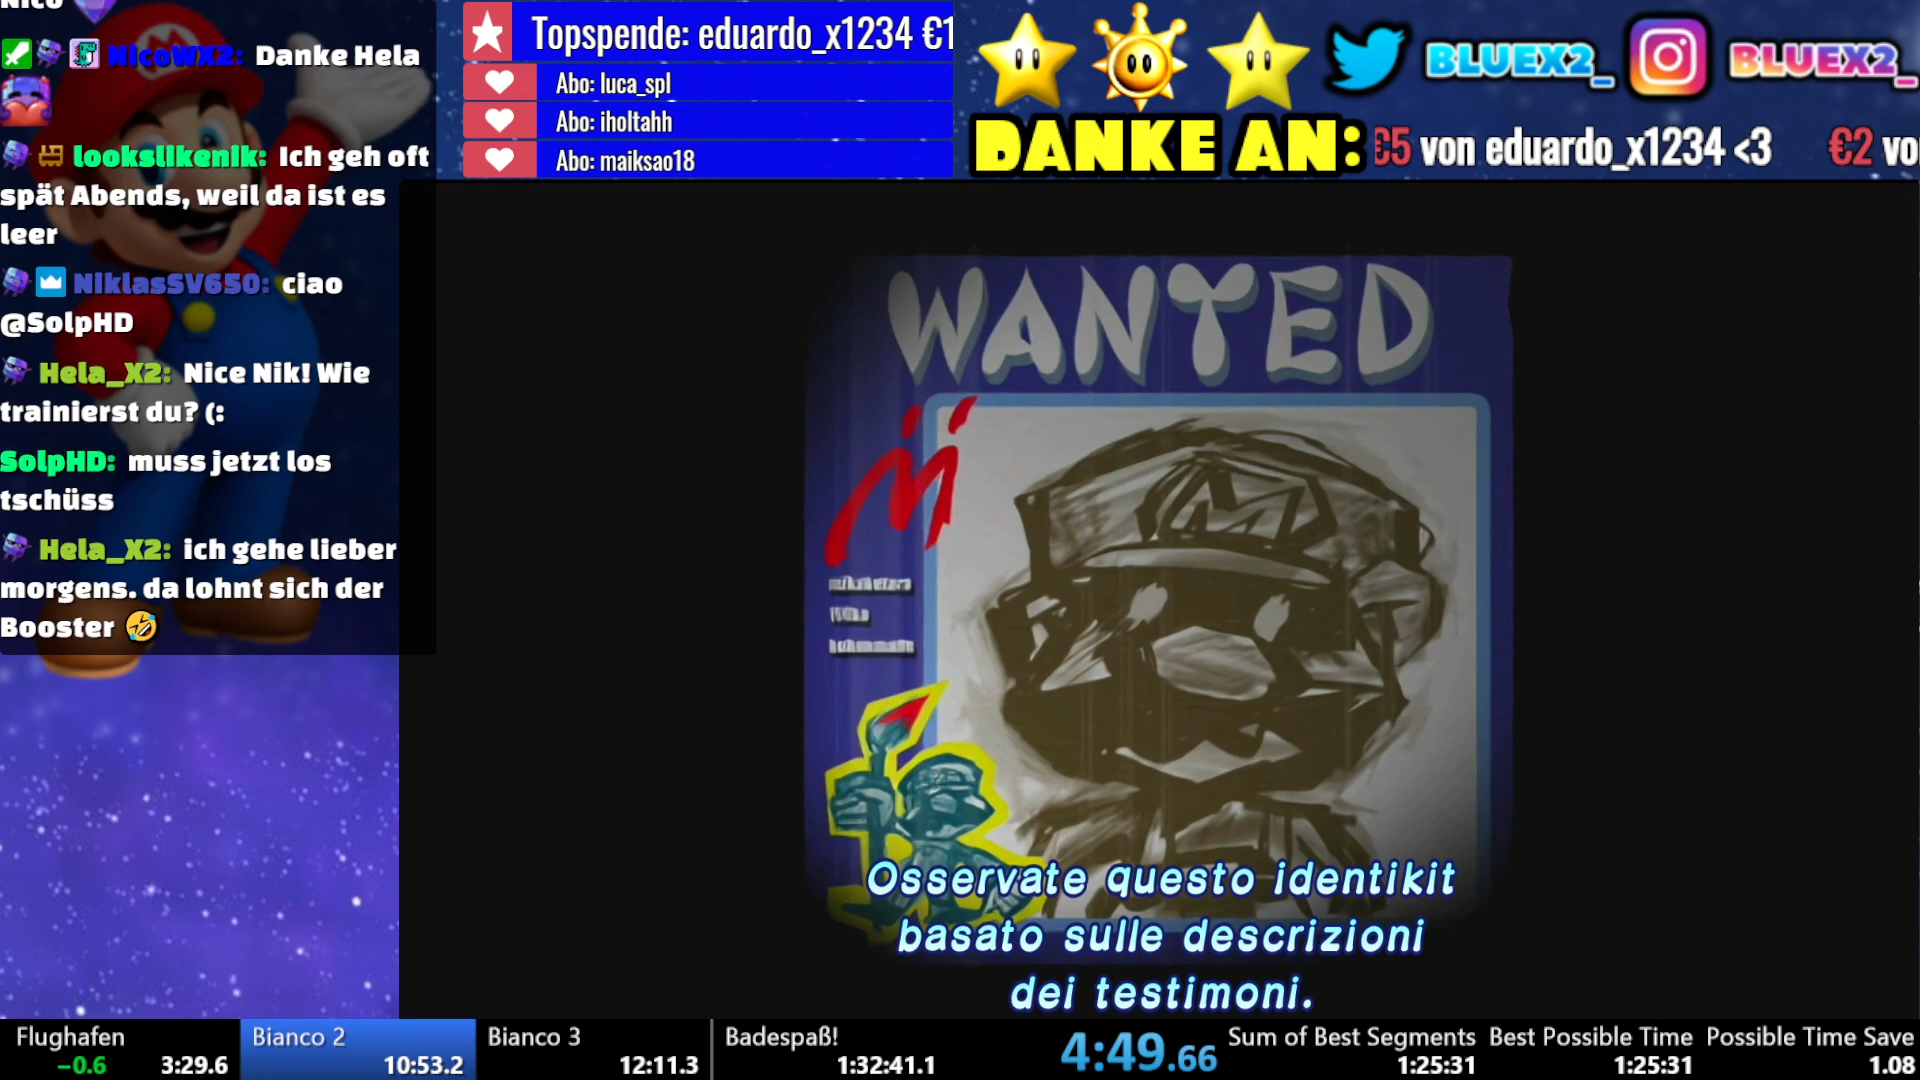 Nico
NicoWX2: Danke Hela
lookslikenik: Ich geh oft
spät Abends, weil da ist es
leer
NiklasSV650: ciao
@SolpHD
Hela_X2: Nice Nik! Wie
trainierst du? (:
SolpHD: muss jetzt los
tschüss
Hela_X2: ich gehe lieber
morgens. da lohnt sich der
Booster
Topspende: eduardo_x1234 €1
Abo: luca_spl
Abo: iholtahh
Abo: maiksao18
BLUEX2_
BLUEX2_
DANKE AN: €5 von eduardo_x1234 <3 €2 vo
WANTED
M
M
Osservate questo identikit
basato sulle descrizioni
dei testimoni.
Flughafen
−0.6 3:29.6
Bianco 2
10:53.2
Bianco 3
12:11.3
Badespaß!
1:32:41.1
4:49.66
Sum of Best Segments
1:25:31
Best Possible Time
1:25:31
Possible Time Save
1.08